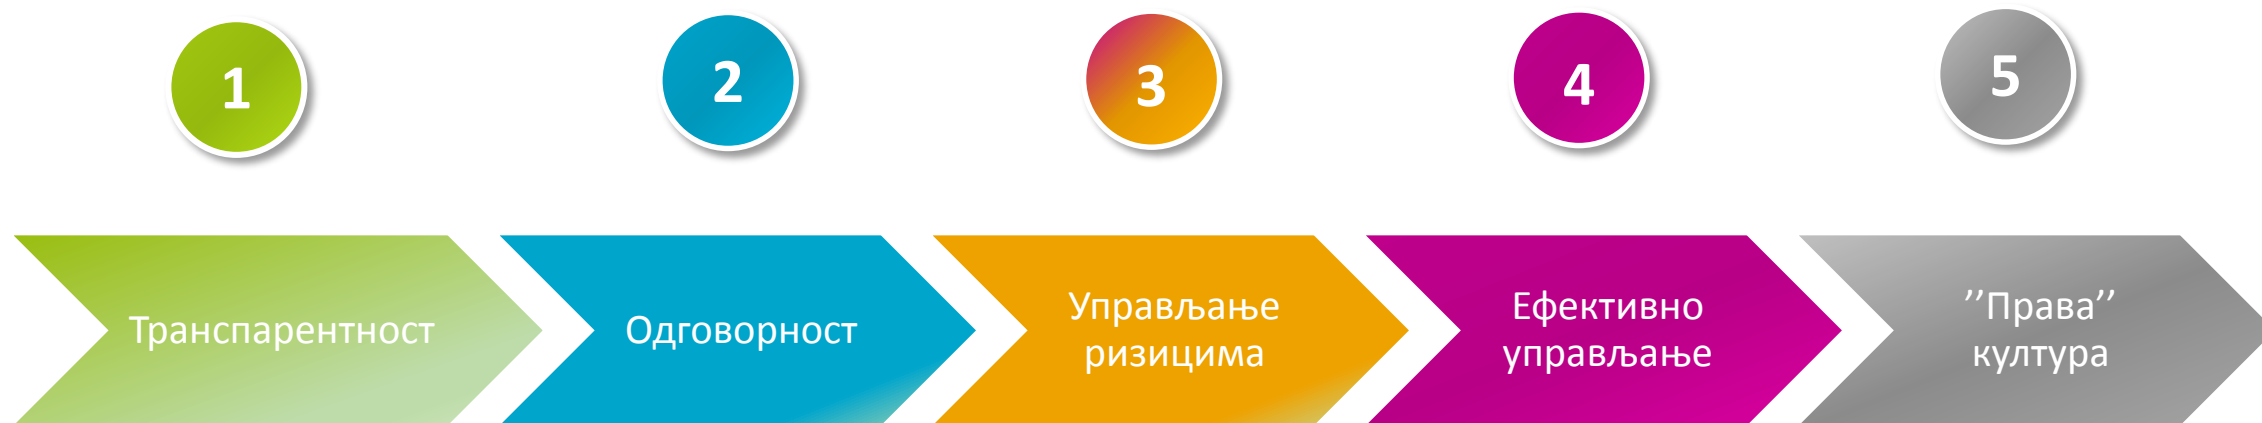 1
2
3
4
5
Транспарентност
Одговорност
Управљање
ризицима
Ефективно
управљање
’’Права’’
култура